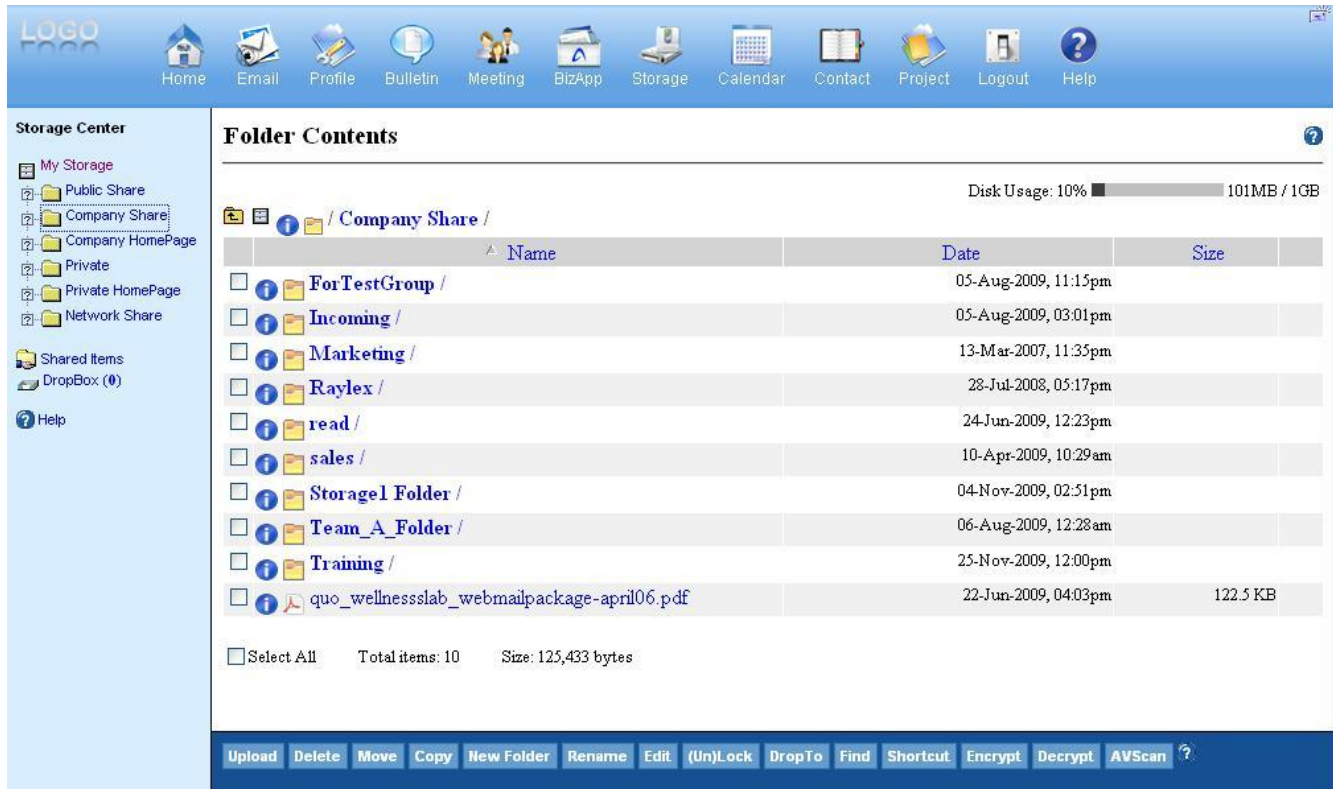 LOGO
Home Email Profile Bulletin Meeting BizApp Storage Calendar Contact Project Logout Help
Storage Center
My Storage
Public Share
Company Share
Company HomePage
Private
Private HomePage
Network Share
Shared Items
DropBox (0)
Help
Folder Contents
Disk Usage: 10% 101MB / 1GB
/ Company Share /
Name Date Size
ForTestGroup / 05-Aug-2009, 11:15pm
Incoming / 05-Aug-2009, 03:01pm
Marketing / 13-Mar-2007, 11:35pm
Raylex / 28-Jul-2008, 05:17pm
read / 24-Jun-2009, 12:23pm
sales / 10-Apr-2009, 10:29am
Storage1 Folder / 04-Nov-2009, 02:51pm
Team_A_Folder / 06-Aug-2009, 12:28am
Training / 25-Nov-2009, 12:00pm
quo_wellnessslab_webmailpackage-april06.pdf 22-Jun-2009, 04:03pm 122.5 KB
Select All Total items: 10 Size: 125,433 bytes
Upload Delete Move Copy New Folder Rename Edit (Un)Lock DropTo Find Shortcut Encrypt Decrypt AVScan ?